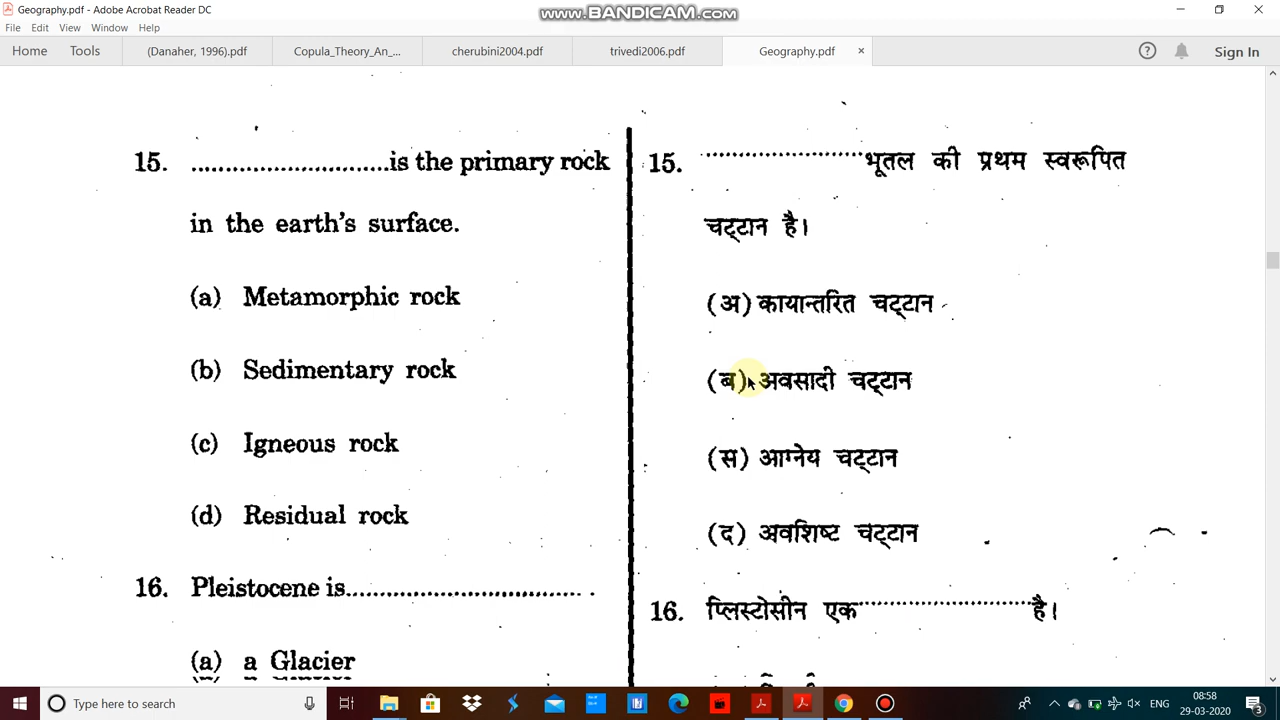 Geography.pdf - Adobe Acrobat Reader DC
www.BANDICAM.com
File Edit View Window Help
Home Tools (Danaher, 1996).pdf Copula_Theory_An_... cherubini2004.pdf trivedi2006.pdf Geography.pdf × Sign In
15. ............................is the primary rock
in the earth's surface.
(a) Metamorphic rock
(b) Sedimentary rock
(c) Igneous rock
(d) Residual rock
16. Pleistocene is..................................
(a) a Glacier
15. ............................भूतल की प्रथम स्वरूपित
चट्टान है।
(अ) कायान्तरित चट्टान
(ब) अवसादी चट्टान
(स) आग्नेय चट्टान
(द) अवशिष्ट चट्टान
16. प्लिस्टोसीन एक..............................है।
Type here to search
ENG
08:58
29-03-2020
3